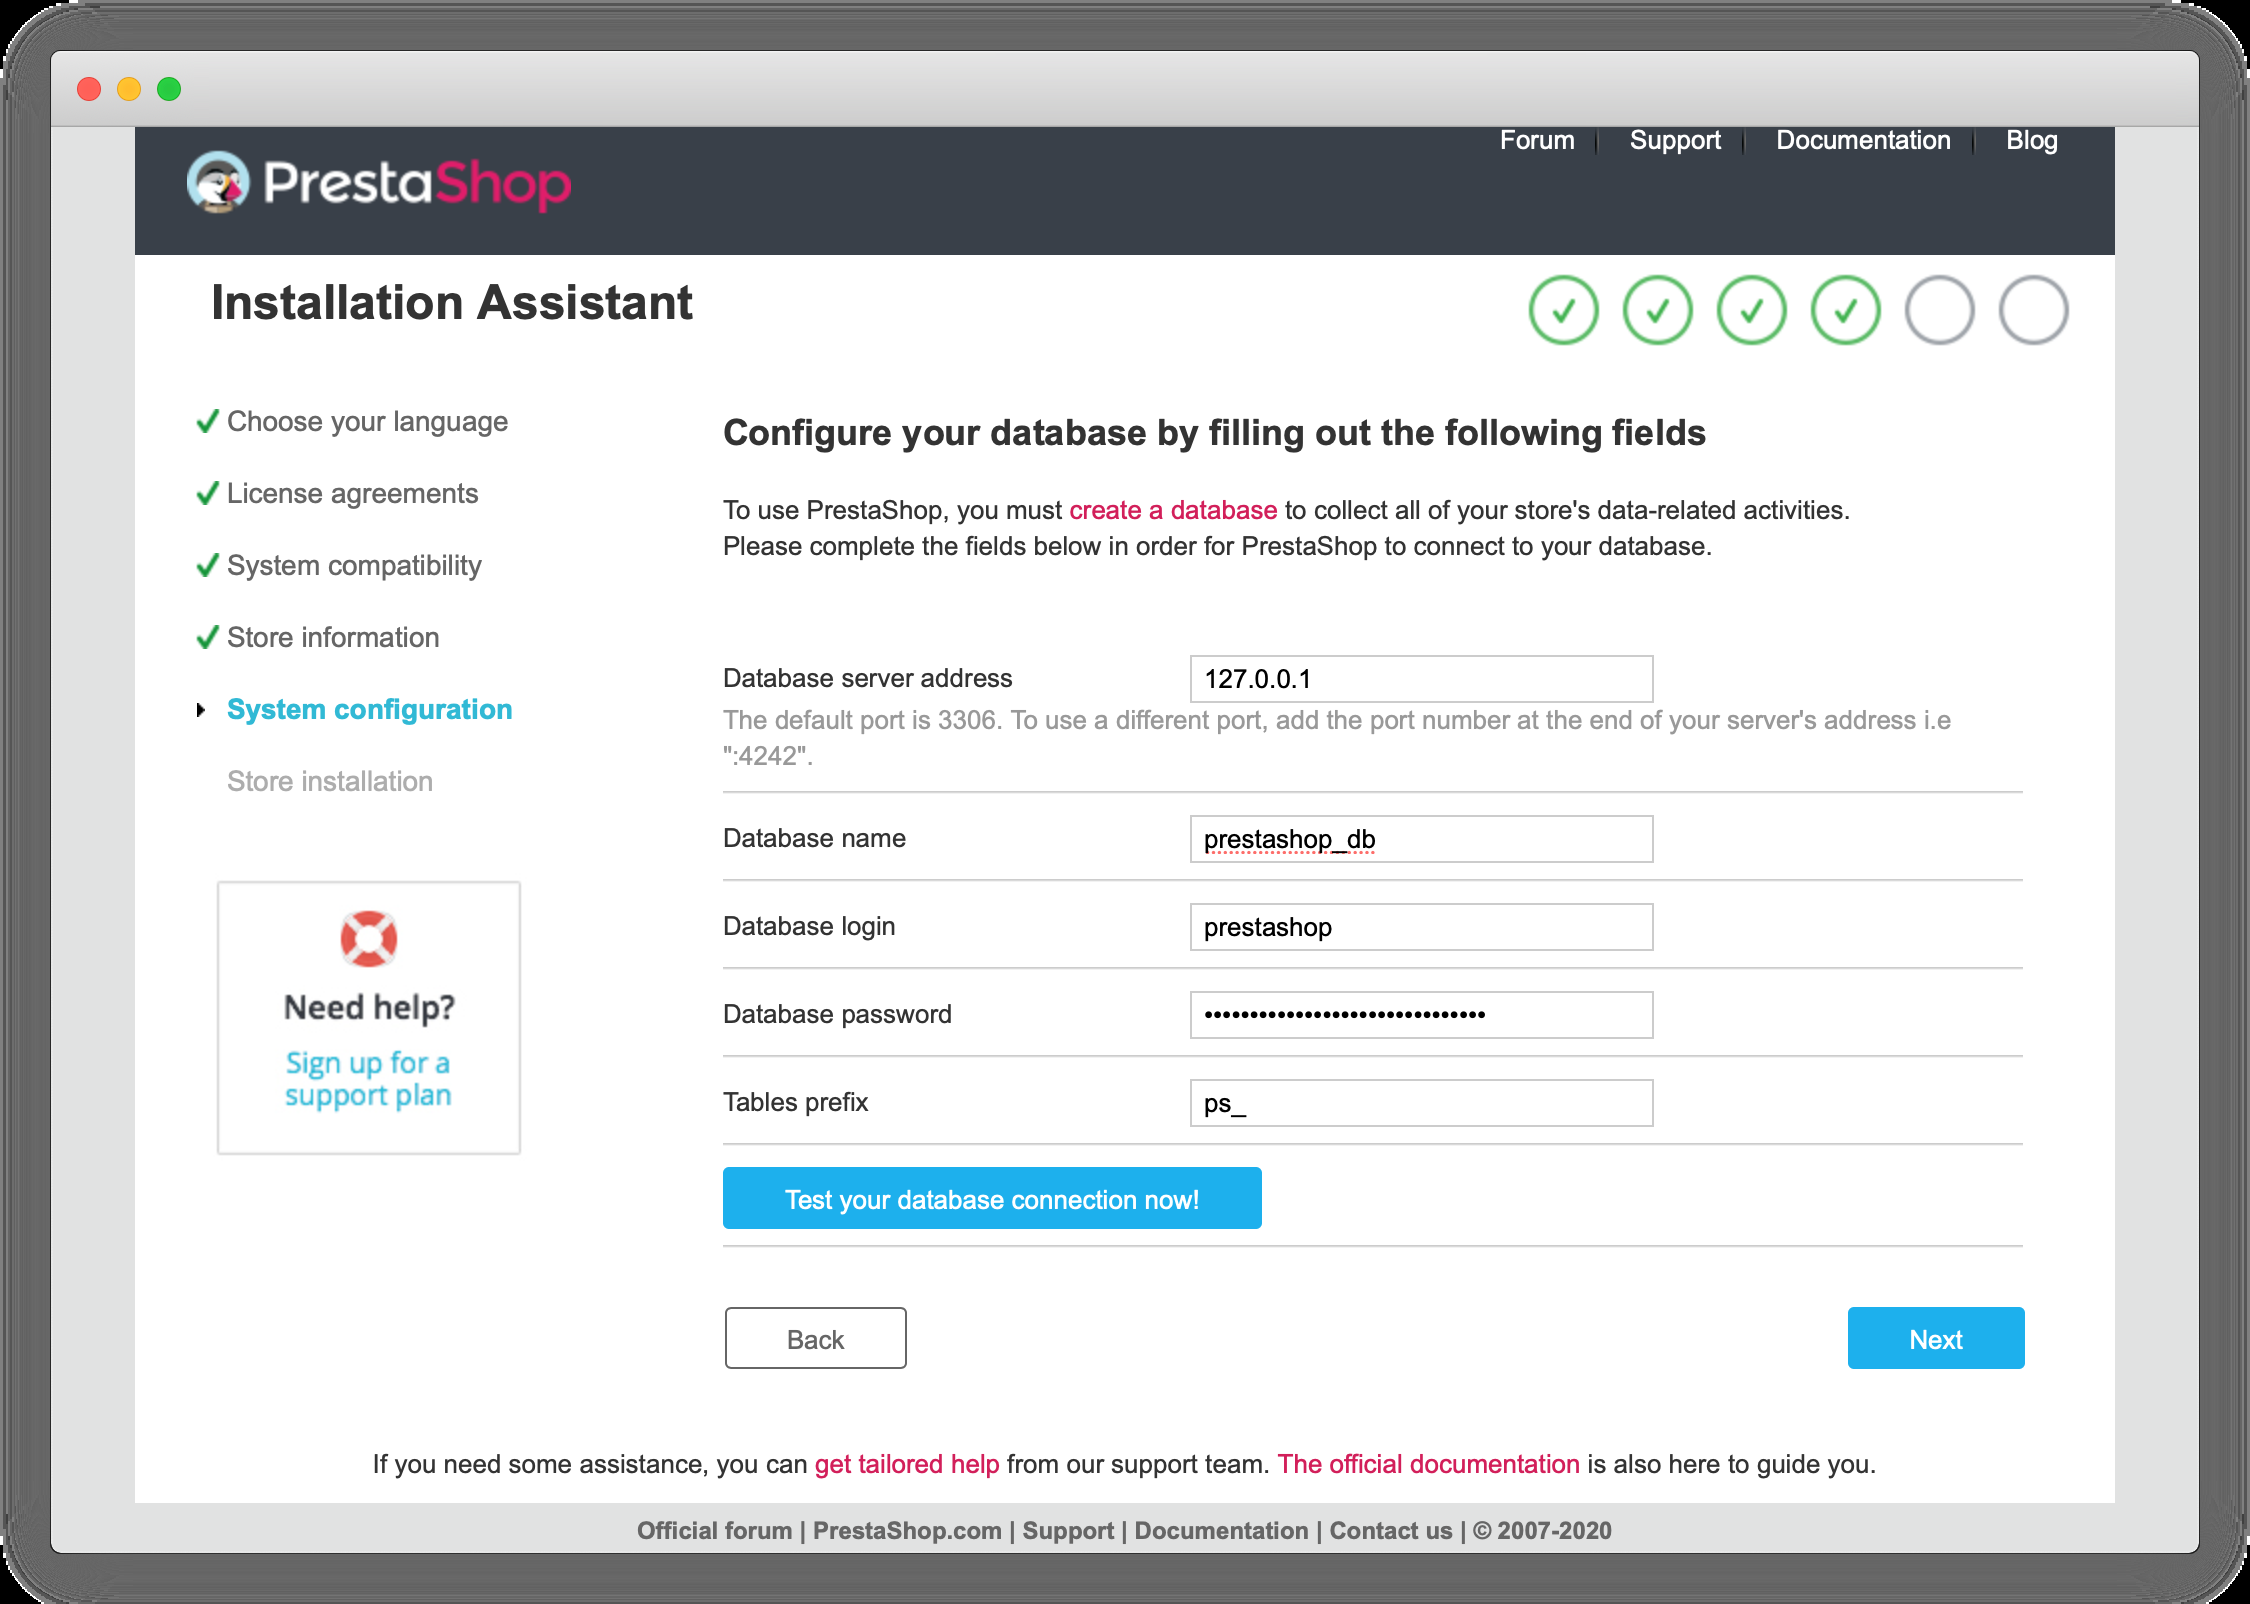 Forum
Support
Documentation
Blog
PrestaShop
Installation Assistant
Choose your language
License agreements
System compatibility
Store information
System configuration
Store installation
Need help?
Sign up for a
support plan
Configure your database by filling out the following fields
To use PrestaShop, you must create a database to collect all of your store's data-related activities.
Please complete the fields below in order for PrestaShop to connect to your database.
Database server address
127.0.0.1
The default port is 3306. To use a different port, add the port number at the end of your server's address i.e
":4242".
Database name
prestashop_db
Database login
prestashop
Database password
Tables prefix
ps_
Test your database connection now!
Back
Next
If you need some assistance, you can get tailored help from our support team. The official documentation is also here to guide you.
Official forum | PrestaShop.com | Support | Documentation | Contact us | © 2007-2020